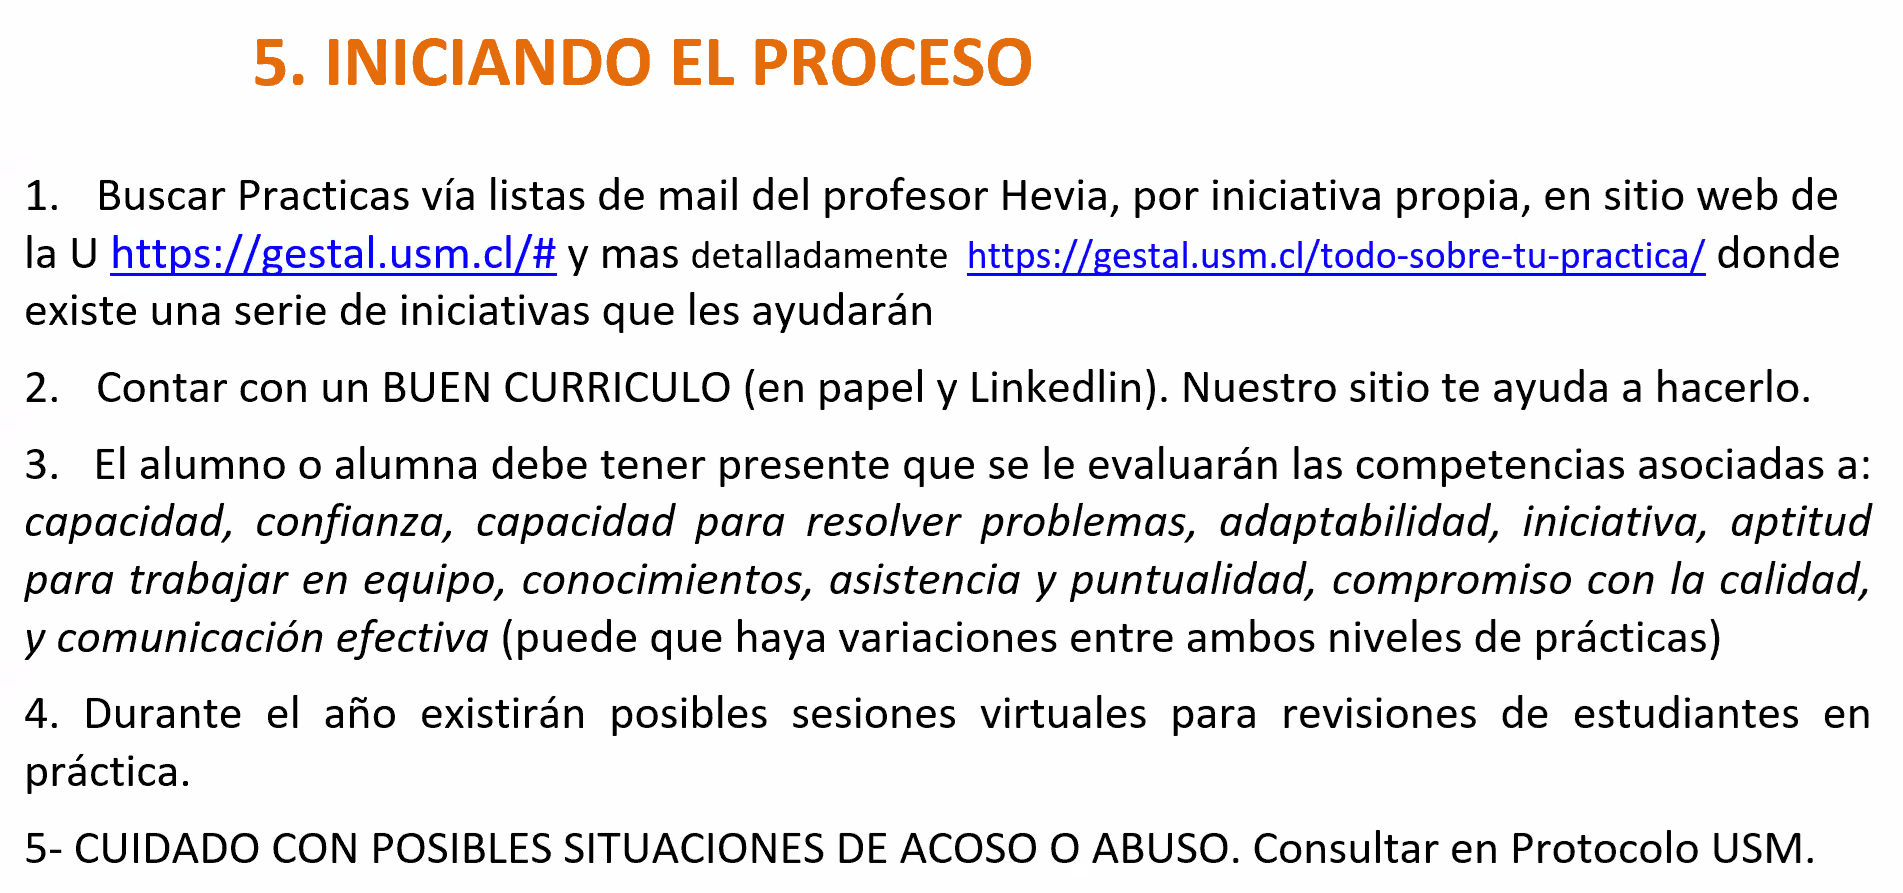 5. INICIANDO EL PROCESO
1. Buscar Practicas vía listas de mail del profesor Hevia, por iniciativa propia, en sitio web de
la U https://gestal.usm.cl/# y mas detalladamente https://gestal.usm.cl/todo-sobre-tu-practica/ donde
existe una serie de iniciativas que les ayudarán
2. Contar con un BUEN CURRICULO (en papel y Linkedlin). Nuestro sitio te ayuda a hacerlo.
3. El alumno o alumna debe tener presente que se le evaluarán las competencias asociadas a:
capacidad, confianza, capacidad para resolver problemas, adaptabilidad, iniciativa, aptitud
para trabajar en equipo, conocimientos, asistencia y puntualidad, compromiso con la calidad,
y comunicación efectiva (puede que haya variaciones entre ambos niveles de prácticas)
4. Durante el año existirán posibles sesiones virtuales para revisiones de estudiantes en
práctica.
5- CUIDADO CON POSIBLES SITUACIONES DE ACOSO O ABUSO. Consultar en Protocolo USM.